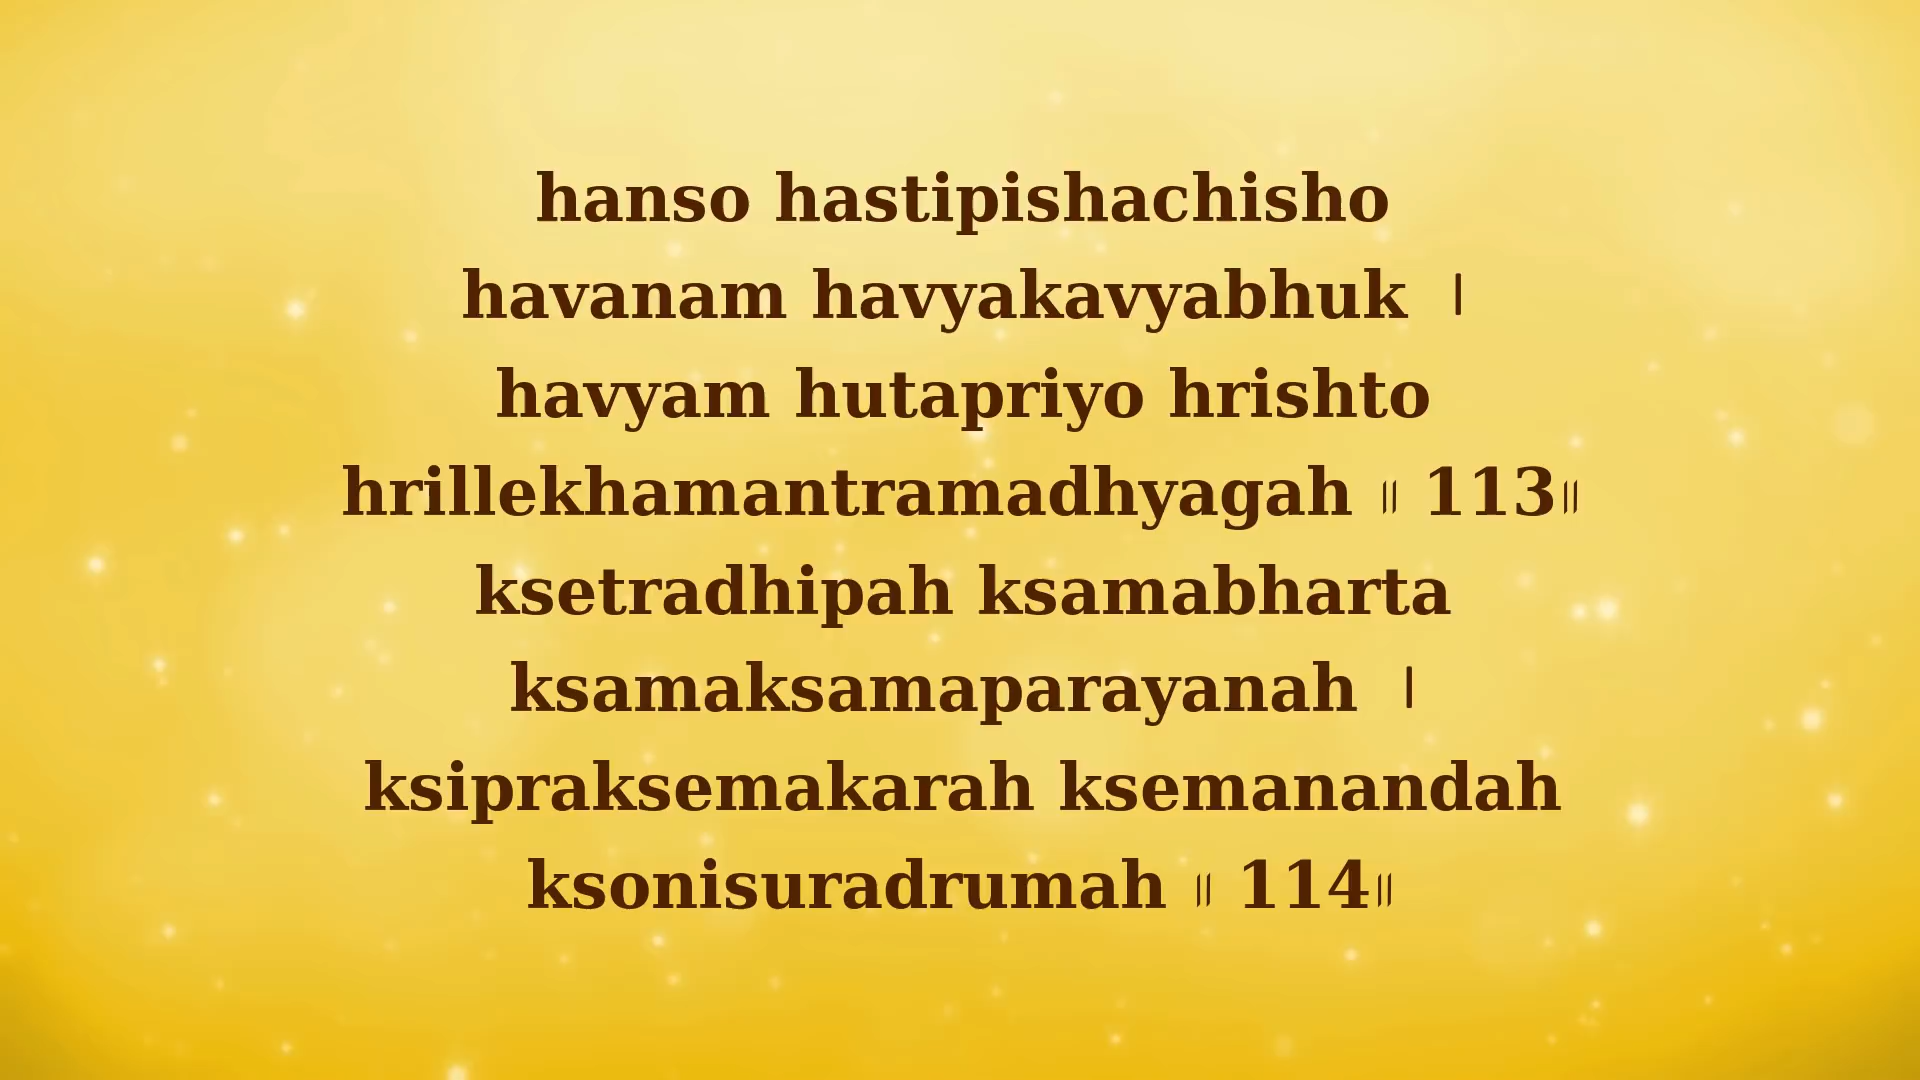 hanso hastipishachisho
havanam havyakavyabhuk ।
havyam hutapriyo hrishto
hrillekhamantramadhyagah ॥ 113॥
ksetradhipah ksamabharta
ksamaksamaparayanah ।
ksipraksemakarah ksemanandah
ksonisuradrumah ॥ 114॥